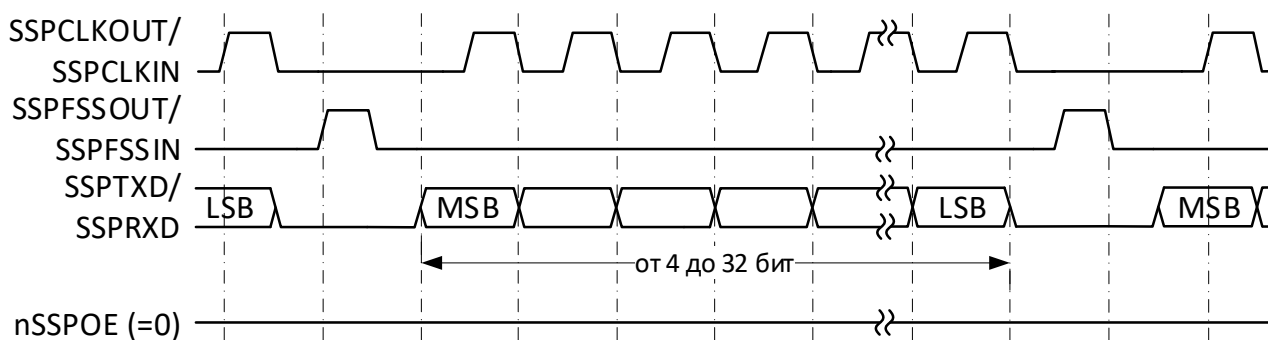 SSPCLKOUT/
SSPCLKIN
SSPFSSOUT/
SSPFSSIN
SSPTXD/
SSPRXD
LSB MSB LSB MSB
от 4 до 32 бит
nSSPOE (=0)